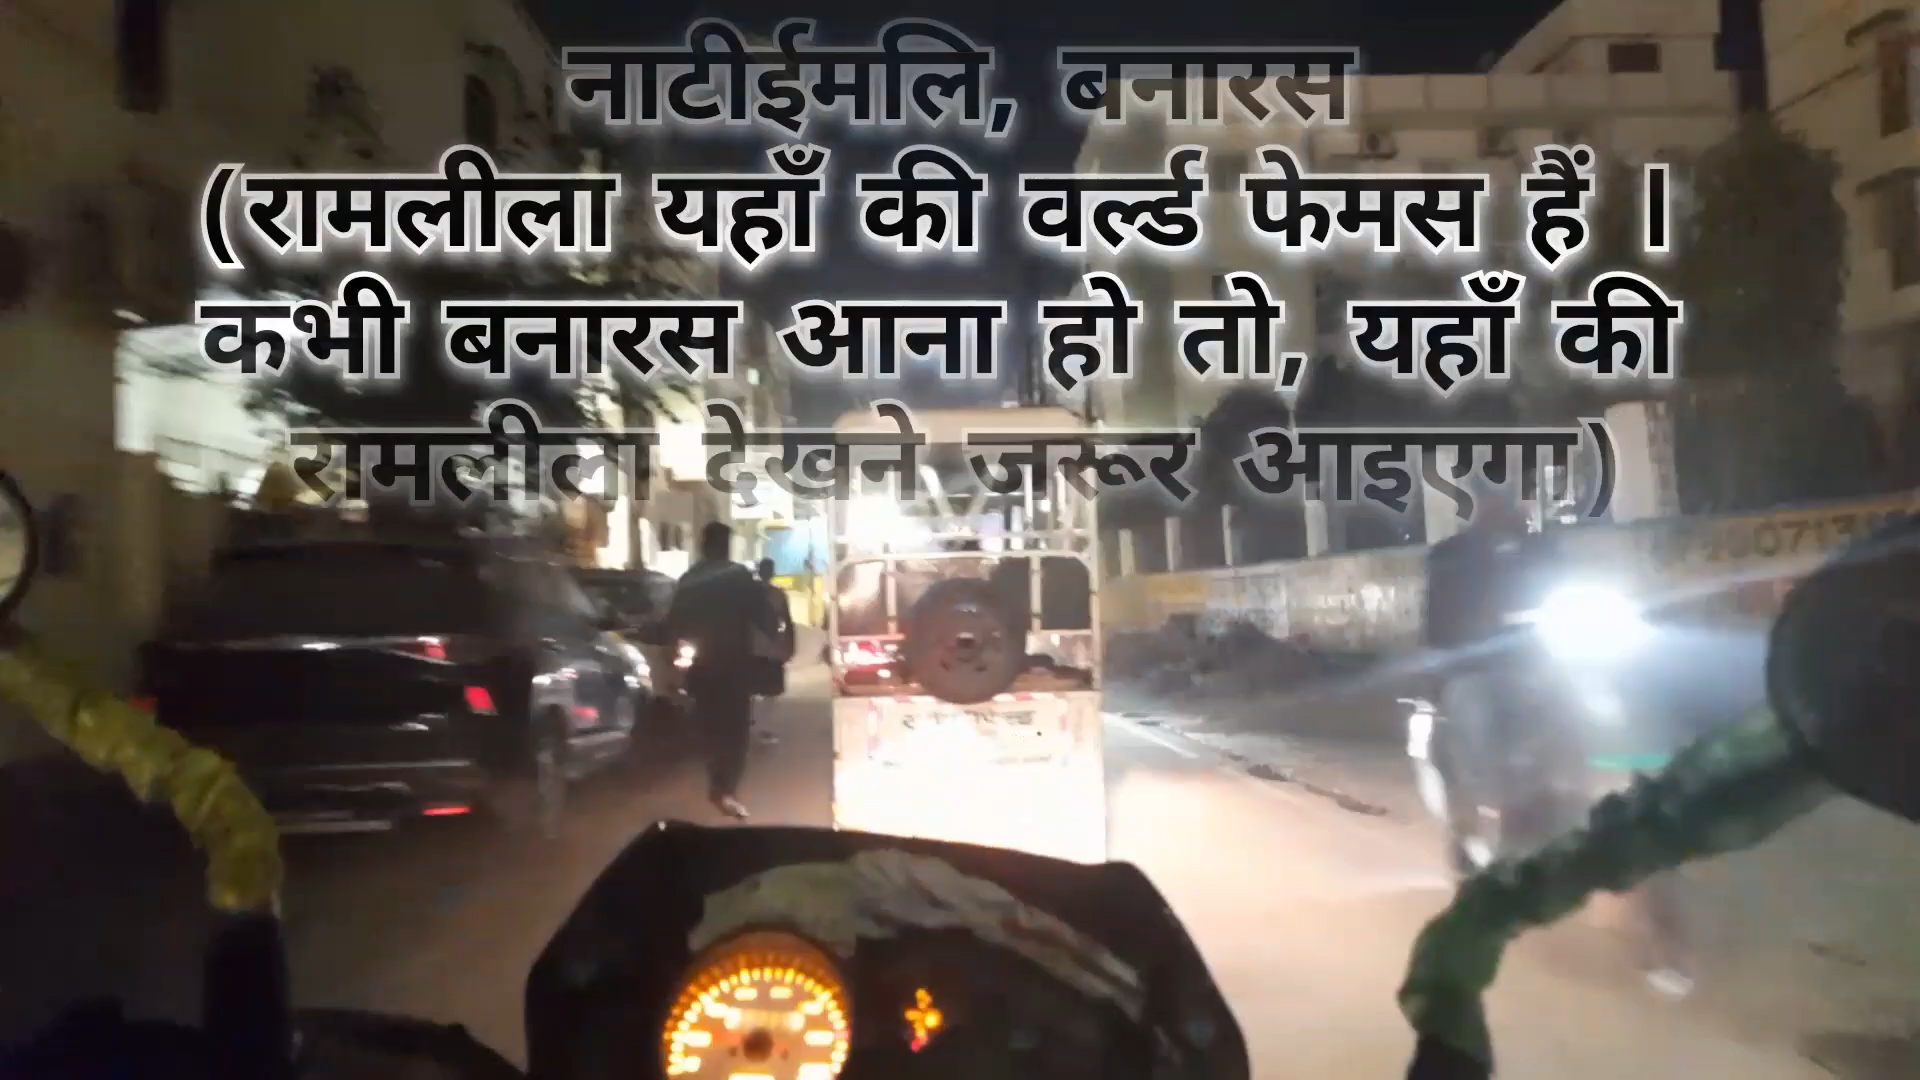 नाटीईमलि, बनारस
(रामलीला यहाँ की वर्ल्ड फेमस हैं ।
कभी बनारस आना हो तो, यहाँ की
रामलीला देखने जरूर आइएगा)